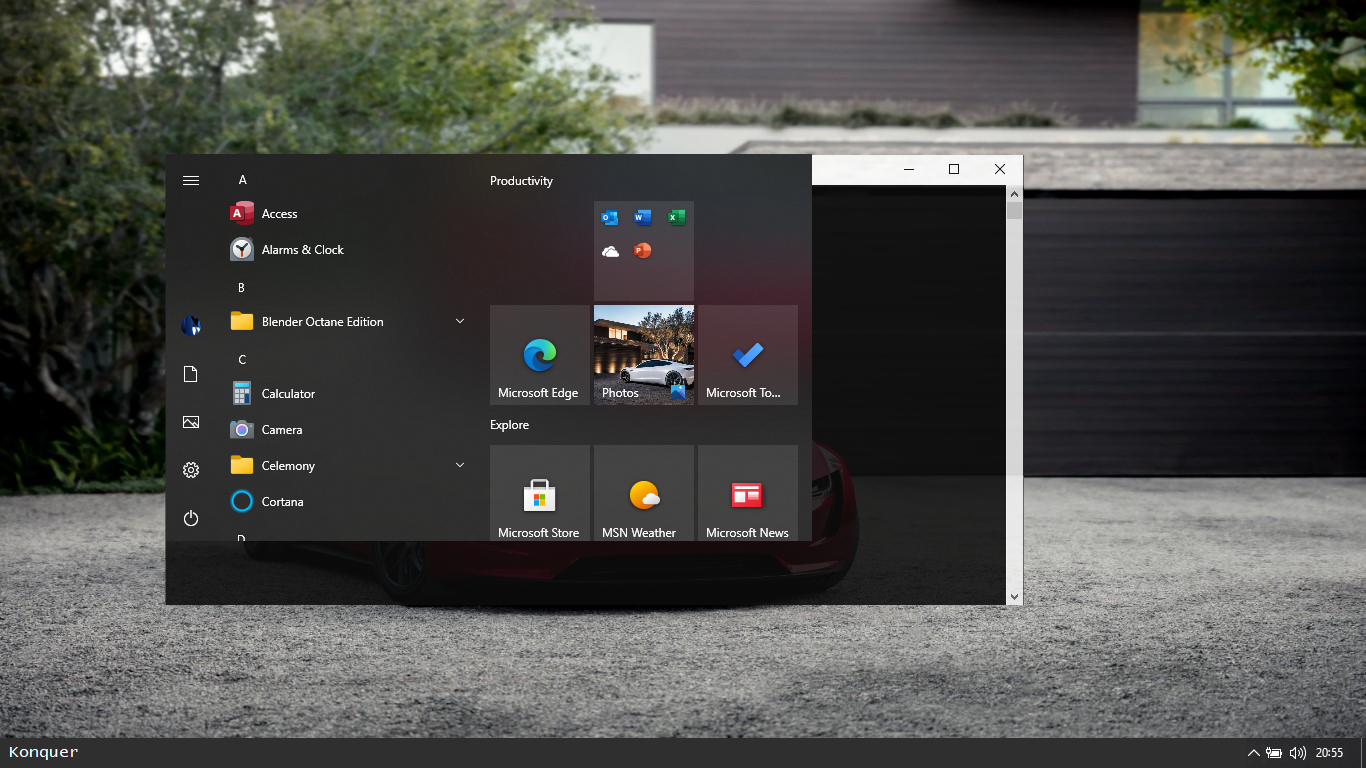 A
Access
Alarms & Clock
B
Blender Octane Edition
C
Calculator
Camera
Celemony
Cortana
D
Productivity
Microsoft Edge
Photos
Microsoft To...
Explore
Microsoft Store
MSN Weather
Microsoft News
Konquer
20:55